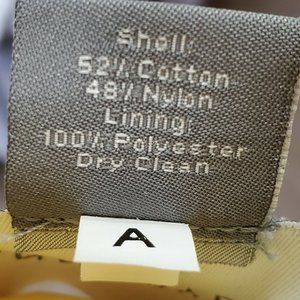 Shell:
52% Cotton
48% Nylon
Lining:
100% Polyester
Dry Clean
A